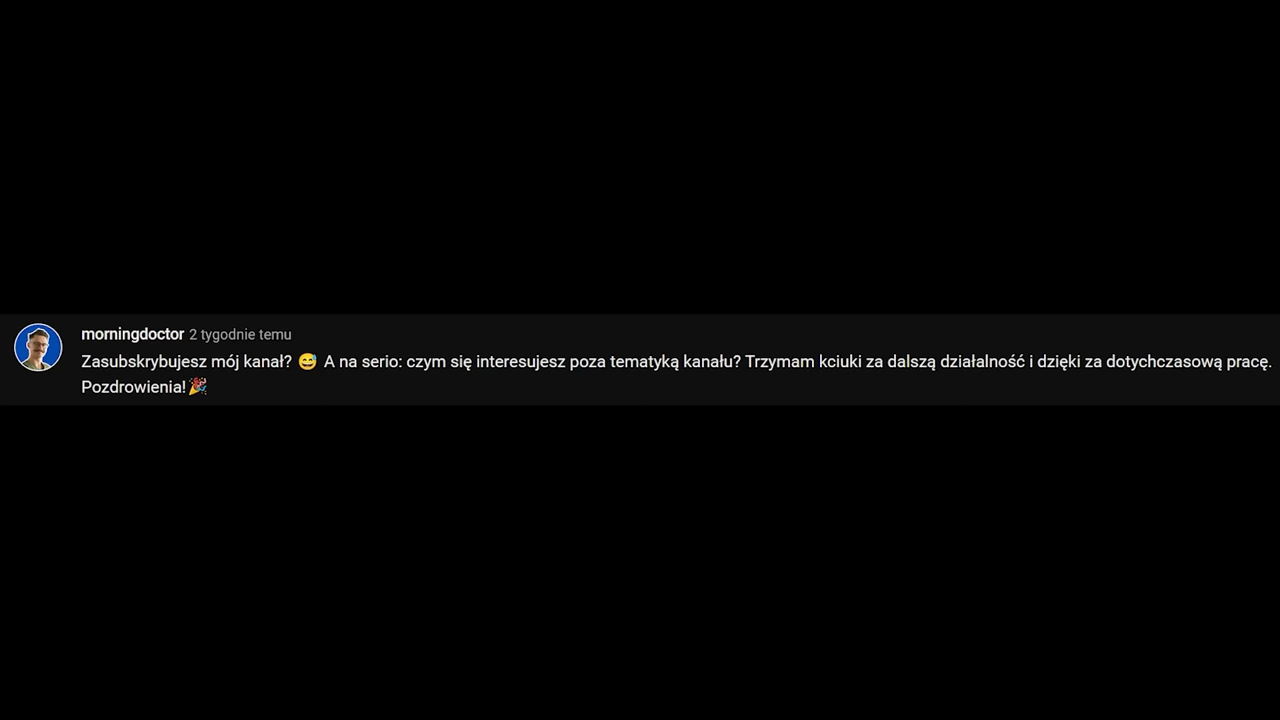 morningdoctor 2 tygodnie temu
Zasubskrybujesz mój kanał? 😅 A na serio: czym się interesujesz poza tematyką kanału? Trzymam kciuki za dalszą działalność i dzięki za dotychczasową pracę.
Pozdrowienia!🎉